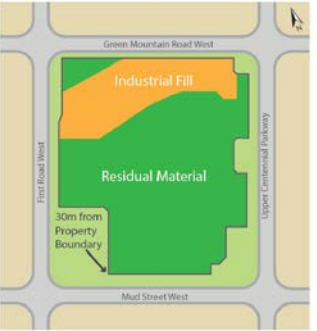 Green Mountain Road West
Industrial Fill
First Road West
Upper Centennial Parkway
Residual Material
30m from
Property
Boundary
Mud Street West